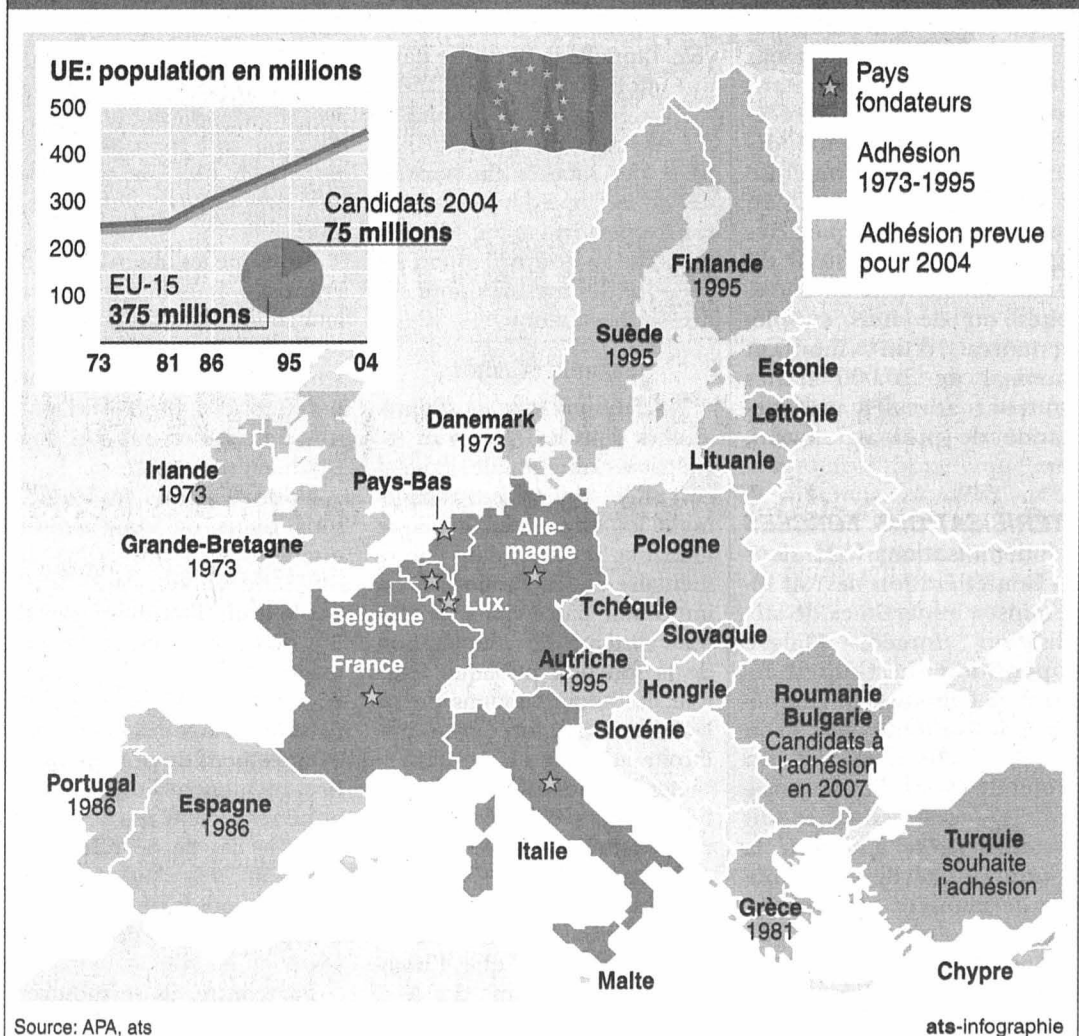 UE: population en millions
500
400
300
200
100
73 81 86 95 04
Candidats 2004
75 millions
EU-15
375 millions
Pays
fondateurs
Adhésion
1973-1995
Adhésion prevue
pour 2004
Finlande
1995
Suède
1995
Estonie
Lettonie
Lituanie
Danemark
1973
Irlande
1973
Pays-Bas
Grande-Bretagne
1973
Alle-
magne
Pologne
Belgique
Lux.
Tchéquie
Slovaquie
France
Autriche
1995
Hongrie
Slovénie
Roumanie
Bulgarie
Candidats à
l'adhésion
en 2007
Portugal
1986
Espagne
1986
Italie
Turquie
souhaite
l'adhésion
Grèce
1981
Malte
Chypre
Source: APA, ats
ats-infographie